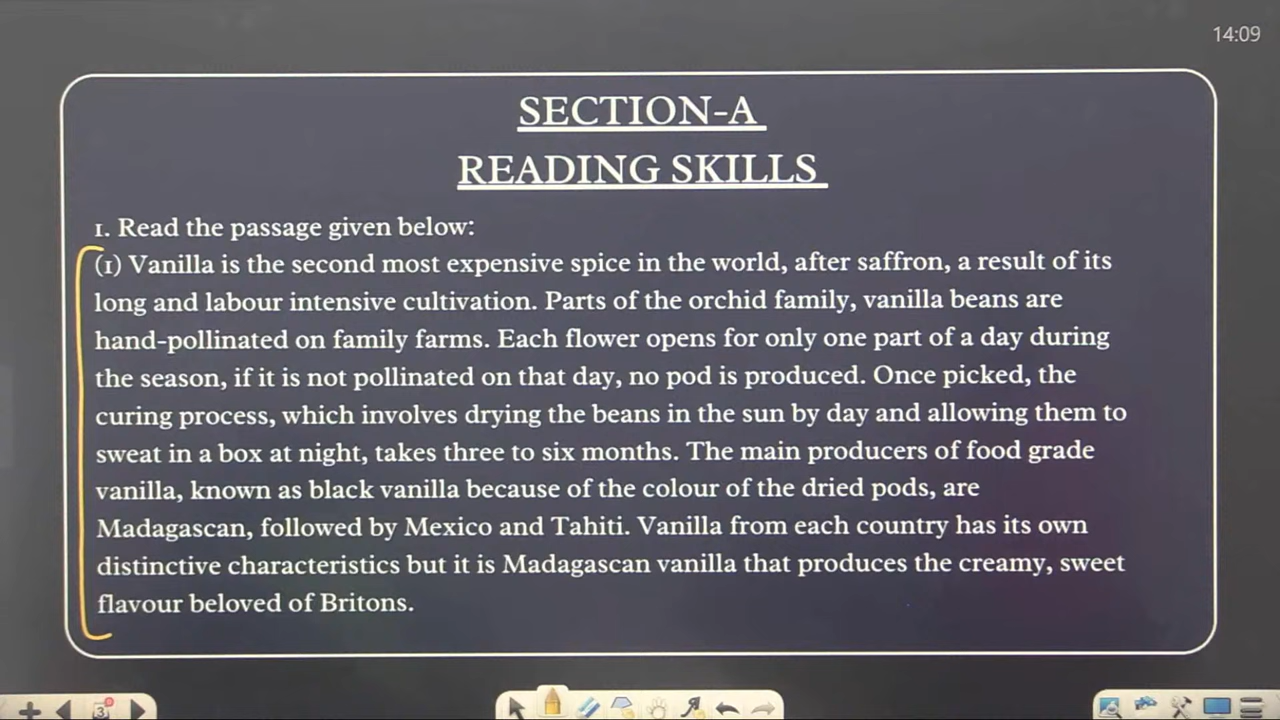 14:09
SECTION-A
READING SKILLS
1. Read the passage given below:
(1) Vanilla is the second most expensive spice in the world, after saffron, a result of its
long and labour intensive cultivation. Parts of the orchid family, vanilla beans are
hand-pollinated on family farms. Each flower opens for only one part of a day during
the season, if it is not pollinated on that day, no pod is produced. Once picked, the
curing process, which involves drying the beans in the sun by day and allowing them to
sweat in a box at night, takes three to six months. The main producers of food grade
vanilla, known as black vanilla because of the colour of the dried pods, are
Madagascan, followed by Mexico and Tahiti. Vanilla from each country has its own
distinctive characteristics but it is Madagascan vanilla that produces the creamy, sweet
flavour beloved of Britons.
3